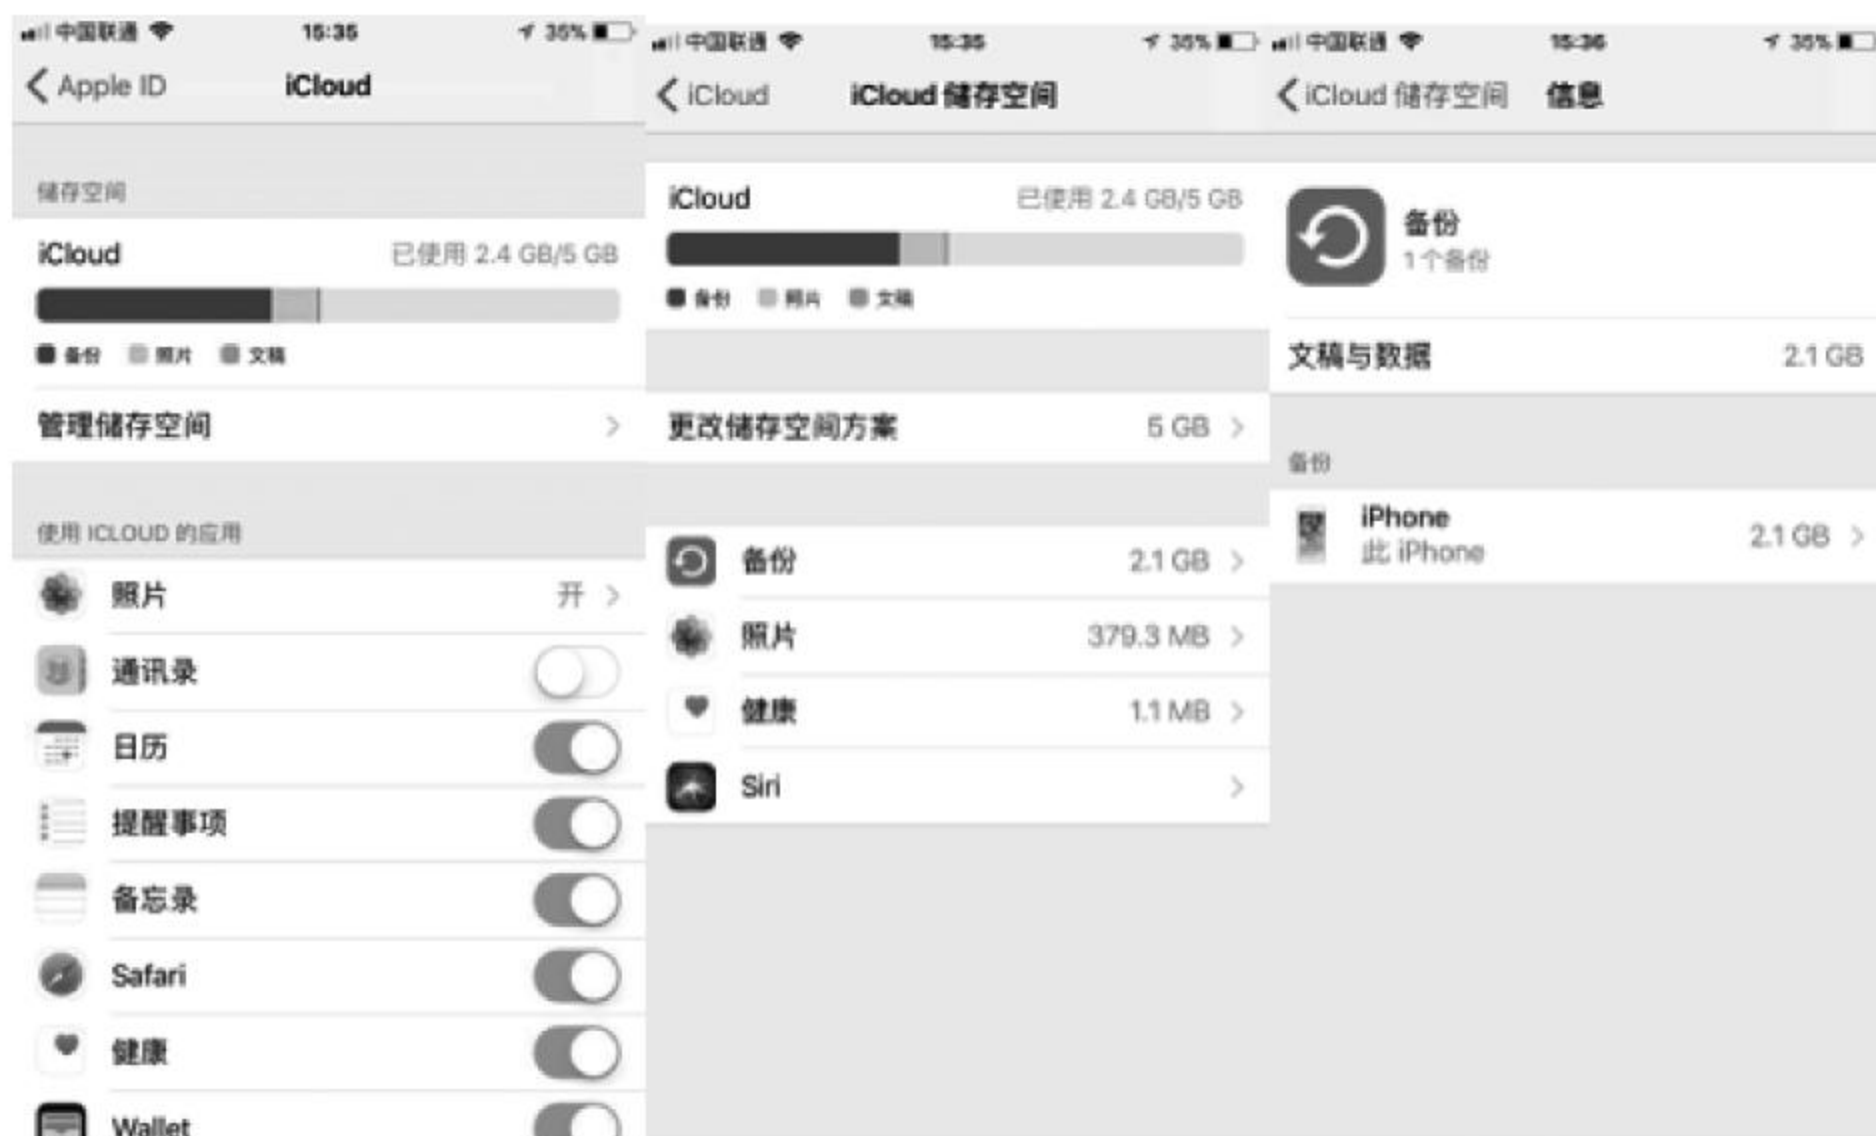 中国联通
15:35
35%
Apple ID
iCloud
储存空间
iCloud
已使用 2.4 GB/5 GB
备份
照片
文稿
管理储存空间
使用 ICLOUD 的应用
照片
开
通讯录
日历
提醒事项
备忘录
Safari
健康
Wallet
中国联通
15:35
35%
iCloud
iCloud 储存空间
iCloud
已使用 2.4 GB/5 GB
备份
照片
文稿
更改储存空间方案
5 GB
备份
2.1 GB
照片
379.3 MB
健康
1.1 MB
Siri
中国联通
15:36
35%
iCloud 储存空间
信息
备份
1 个备份
文稿与数据
2.1 GB
备份
iPhone
此 iPhone
2.1 GB